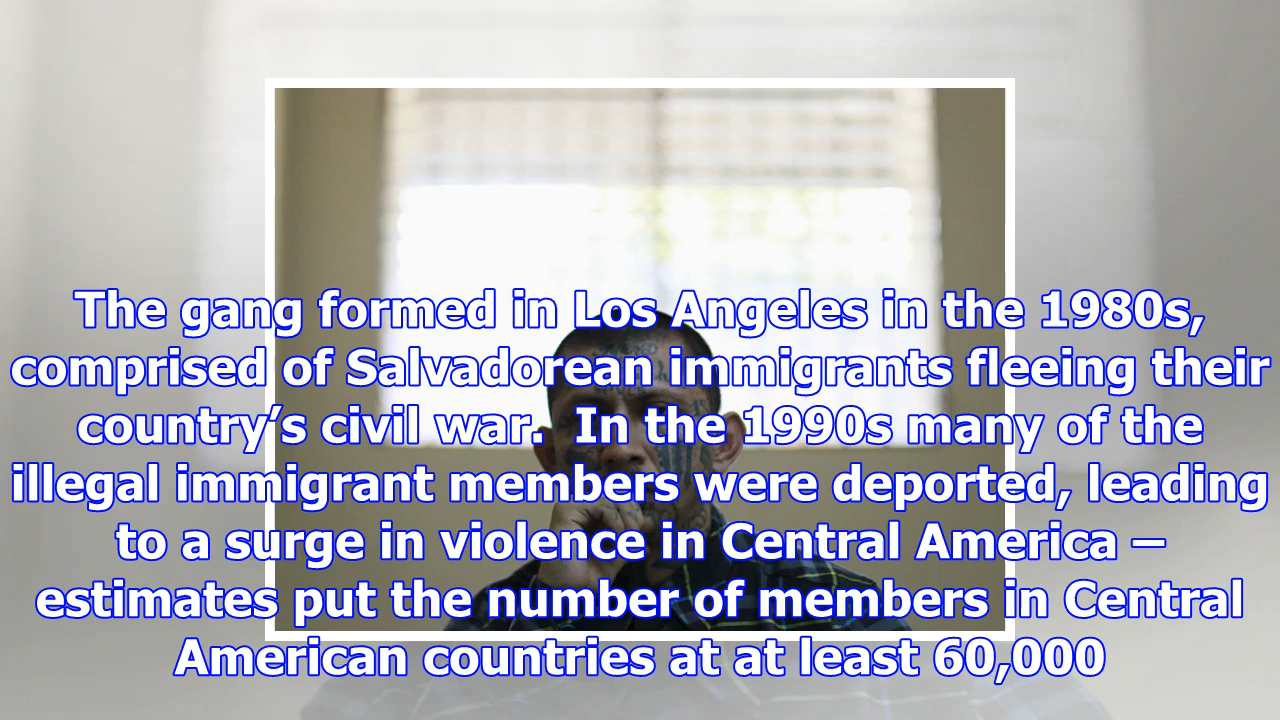 The gang formed in Los Angeles in the 1980s,
comprised of Salvadorean immigrants fleeing their
country’s civil war.  In the 1990s many of the
illegal immigrant members were deported, leading
to a surge in violence in Central America –
estimates put the number of members in Central
American countries at at least 60,000